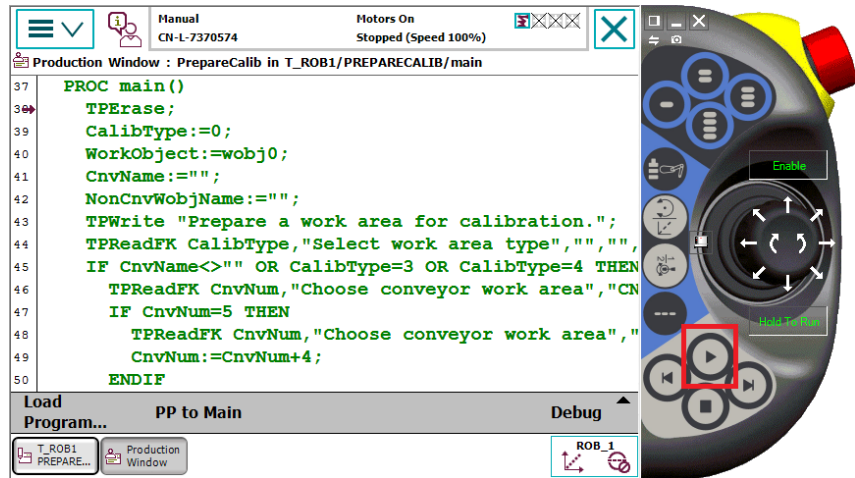 Manual
CN-L-7370574
Motors On
Stopped (Speed 100%)
Production Window : PrepareCalib in T_ROB1/PREPARECALIB/main
37 PROC main()
38 TPErase;
39 CalibType:=0;
40 WorkObject:=wobj0;
41 CnvName:="";
42 NonCnvWobjName:="";
43 TPWrite "Prepare a work area for calibration.";
44 TPReadFK CalibType,"Select work area type","","",
45 IF CnvName<>"" OR CalibType=3 OR CalibType=4 THEN
46 TPReadFK CnvNum,"Choose conveyor work area","CN
47 IF CnvNum=5 THEN
48 TPReadFK CnvNum,"Choose conveyor work area","
49 CnvNum:=CnvNum+4;
50 ENDIF
Load Program...
PP to Main
Debug
T_ROB1
PREPARE...
Production
Window
ROB_1
Enable
Hold To Run